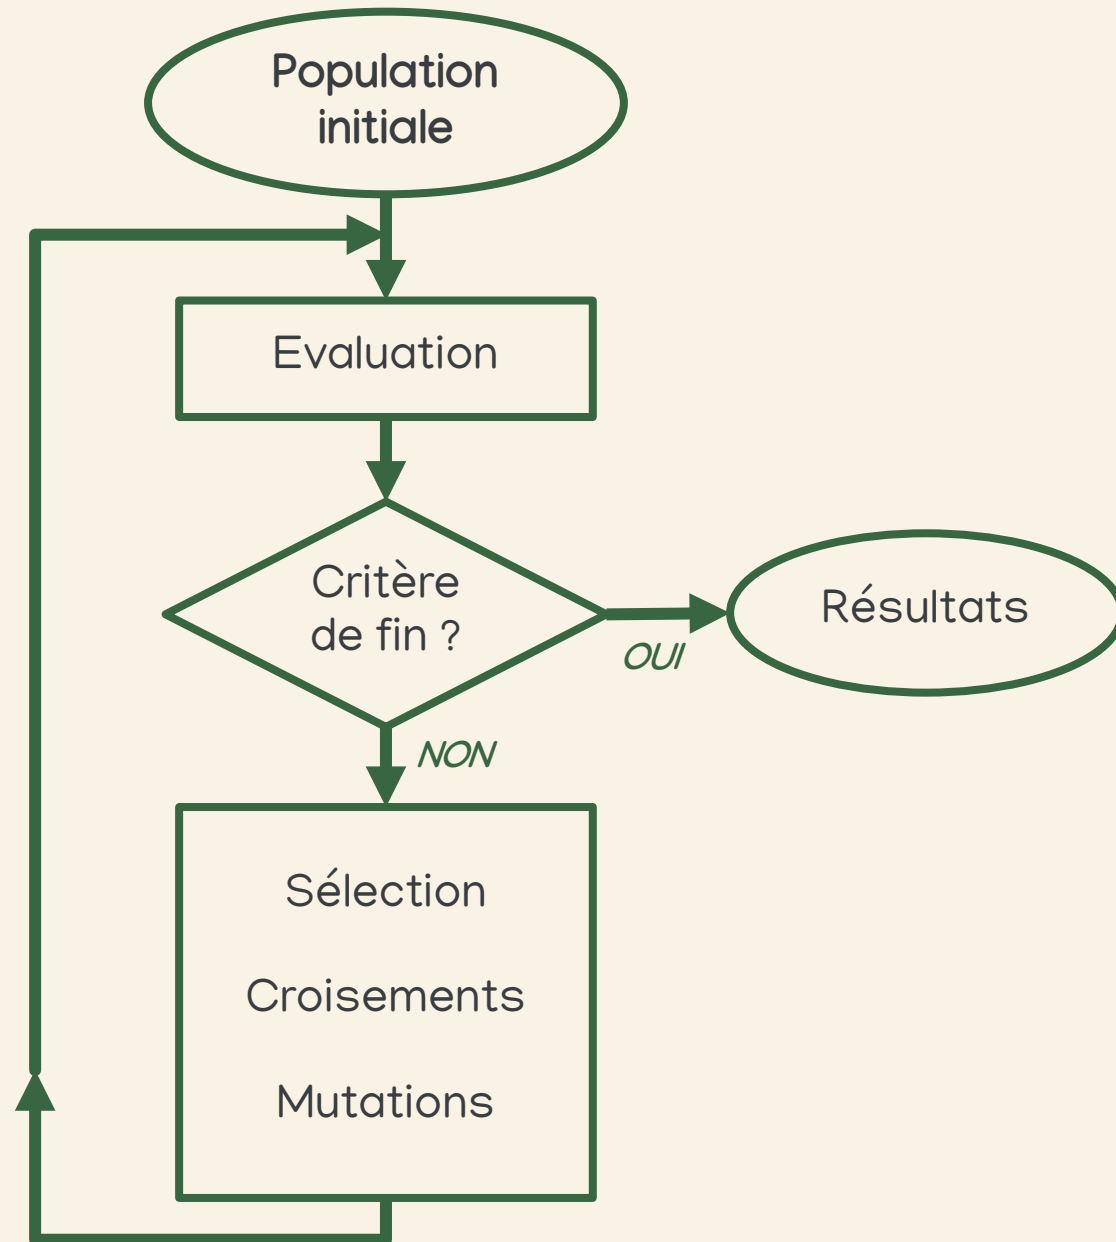 Population
initiale
Evaluation
Critère
de fin ?
OUI
Résultats
NON
Sélection
Croisements
Mutations